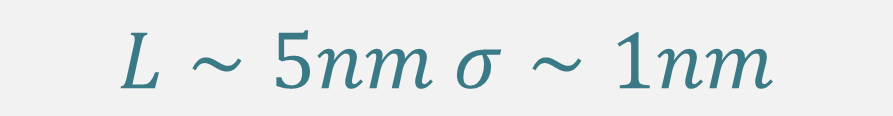 L ~ 5nm σ ~ 1nm